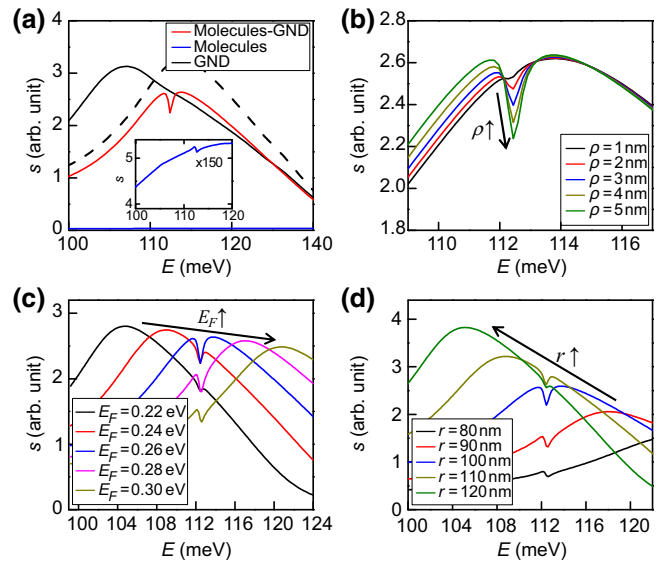 (a)
Molecules-GND
Molecules
GND
s (arb. unit)
4
3
2
1
0
100 110 120 130 140
E (meV)
s
5
4
×150
100 110 120
(b)
s (arb. unit)
2.8
2.6
2.4
2.2
2.0
1.8
ρ↑
ρ = 1 nm
ρ = 2 nm
ρ = 3 nm
ρ = 4 nm
ρ = 5 nm
110 112 114 116
E (meV)
(c)
s (arb. unit)
3
2
1
0
E_F↑
E_F = 0.22 eV
E_F = 0.24 eV
E_F = 0.26 eV
E_F = 0.28 eV
E_F = 0.30 eV
100 104 108 112 116 120 124
E (meV)
(d)
s (arb. unit)
4
3
2
1
0
r ↑
r = 80 nm
r = 90 nm
r = 100 nm
r = 110 nm
r = 120 nm
100 104 108 112 116 120
E (meV)